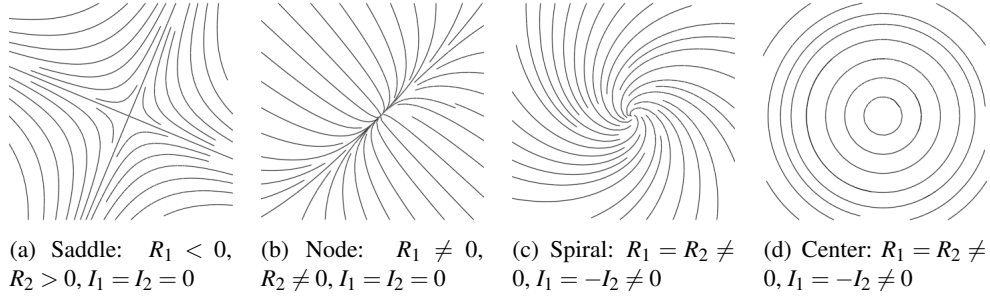 (a) Saddle: R₁ < 0,
R₂ > 0, I₁ = I₂ = 0
(b) Node: R₁ ≠ 0,
R₂ ≠ 0, I₁ = I₂ = 0
(c) Spiral: R₁ = R₂ ≠
0, I₁ = −I₂ ≠ 0
(d) Center: R₁ = R₂ ≠
0, I₁ = −I₂ ≠ 0